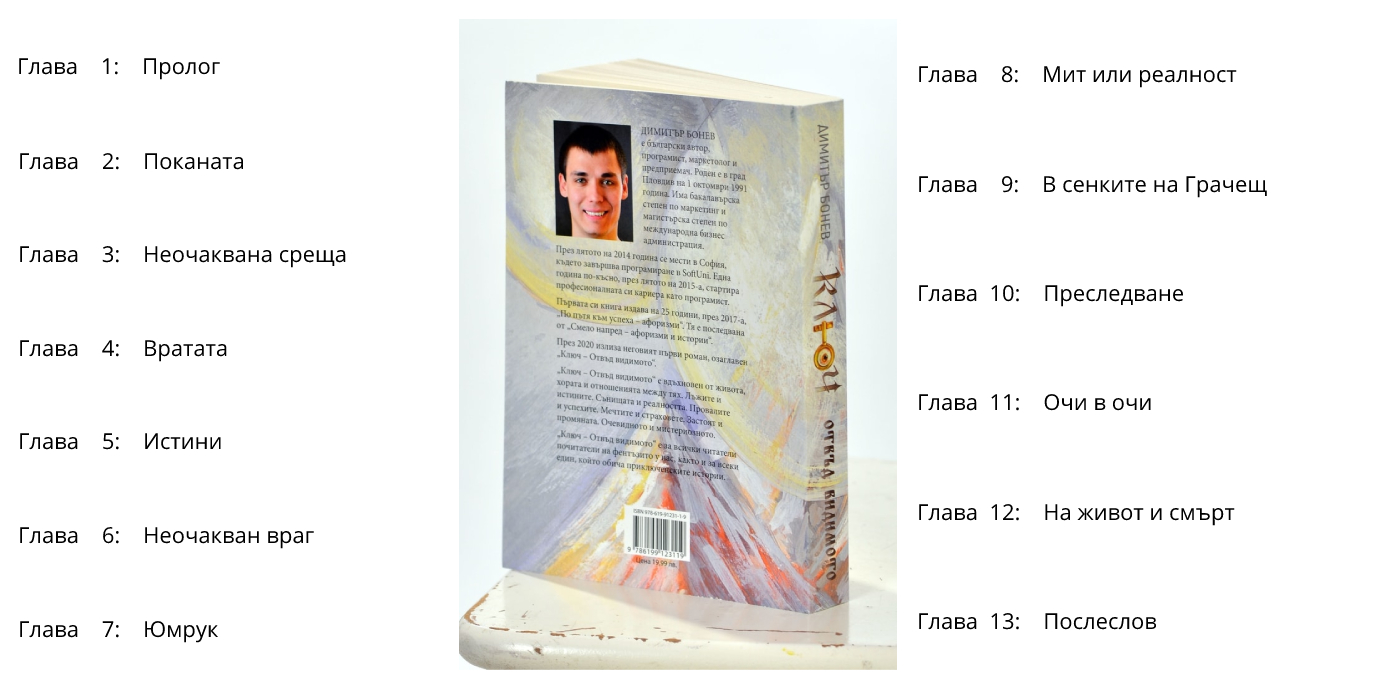 Глава 1: Пролог
Глава 2: Поканата
Глава 3: Неочаквана среща
Глава 4: Вратата
Глава 5: Истини
Глава 6: Неочакван враг
Глава 7: Юмрук
ДИМИТЪР БОНЕВ
е български автор,
програмист, маркетолог и
предприемач. Роден е в град
Пловдив на 1 октомври 1991
година. Има бакалавърска
степен по маркетинг и
магистърска степен по
международна бизнес
администрация.
През лятото на 2014 година се мести в София,
където завършва програмиране в SoftUni. Една
година по-късно, през лятото на 2015-а, стартира
професионалната си кариера като програмист.
Първата си книга издава на 25 години, през 2017-а,
„По пътя към успеха – афоризми“. Тя е последвана
от „Смело напред – афоризми и истории“.
През 2020 излиза неговият първи роман, озаглавен
„Ключ – Отвъд видимото“.
„Ключ – Отвъд видимото“ е вдъхновен от живота,
хората и отношенията между тях. Лъжите и
истините. Сънищата и реалността. Провалите
и успехите. Мечтите и страховете. Застоят и
промяната. Очевидното и мистериозното.
„Ключ – Отвъд видимото“ е за всички читатели
почитатели на фентъзито у нас, както и за всеки
един, който обича приключенските истории.
ISBN 978-619-91231-1-9
9 786199 123119
Цена 19,99 лв.
ДИМИТЪР БОНЕВ
КЛЮЧ
ОТВЪД ВИДИМОТО
Глава 8: Мит или реалност
Глава 9: В сенките на Грачещ
Глава 10: Преследване
Глава 11: Очи в очи
Глава 12: На живот и смърт
Глава 13: Послеслов